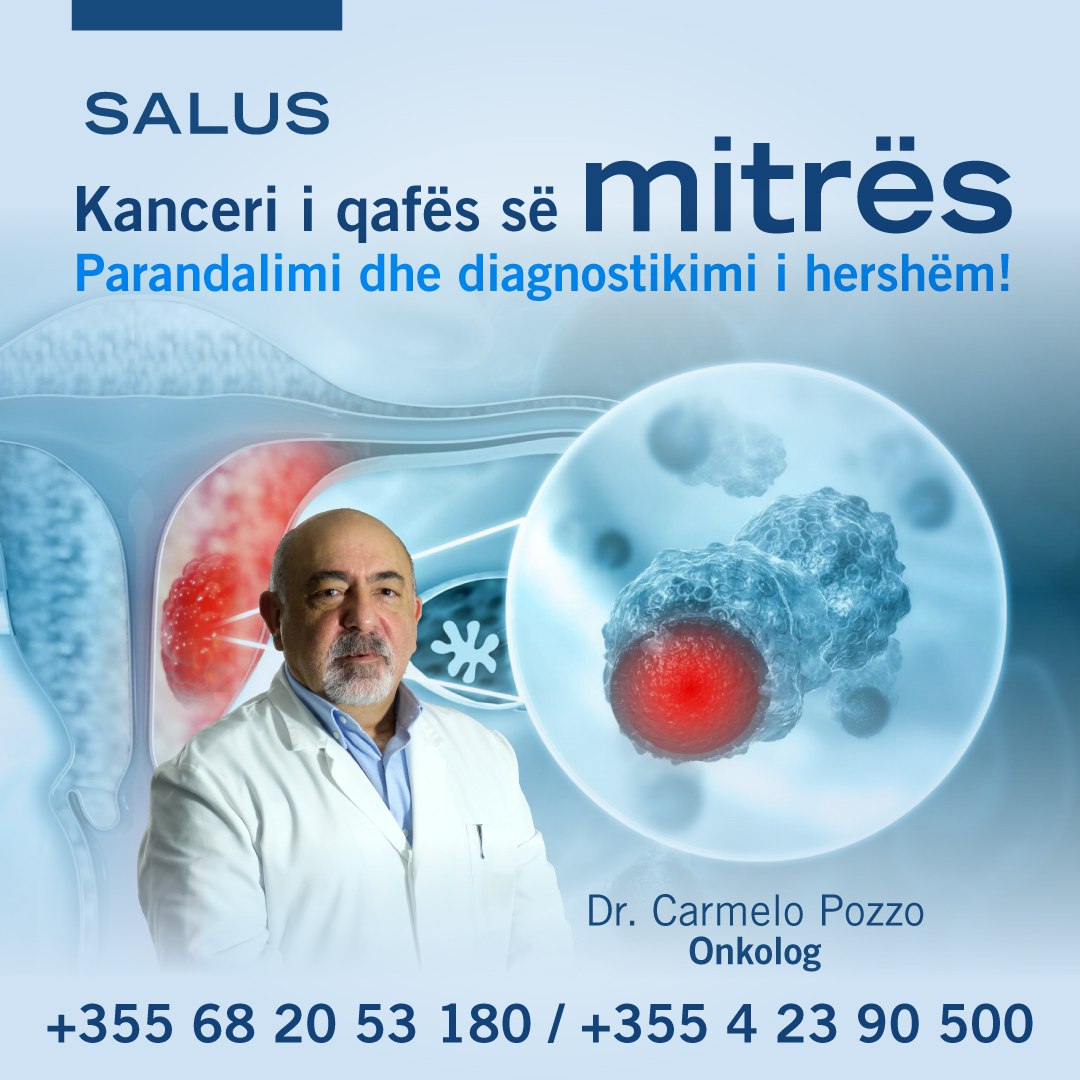 SALUS
Kanceri i qafës së mitrës
Parandalimi dhe diagnostikimi i hershëm!
Dr. Carmelo Pozzo
Onkolog
+355 68 20 53 180 / +355 4 23 90 500